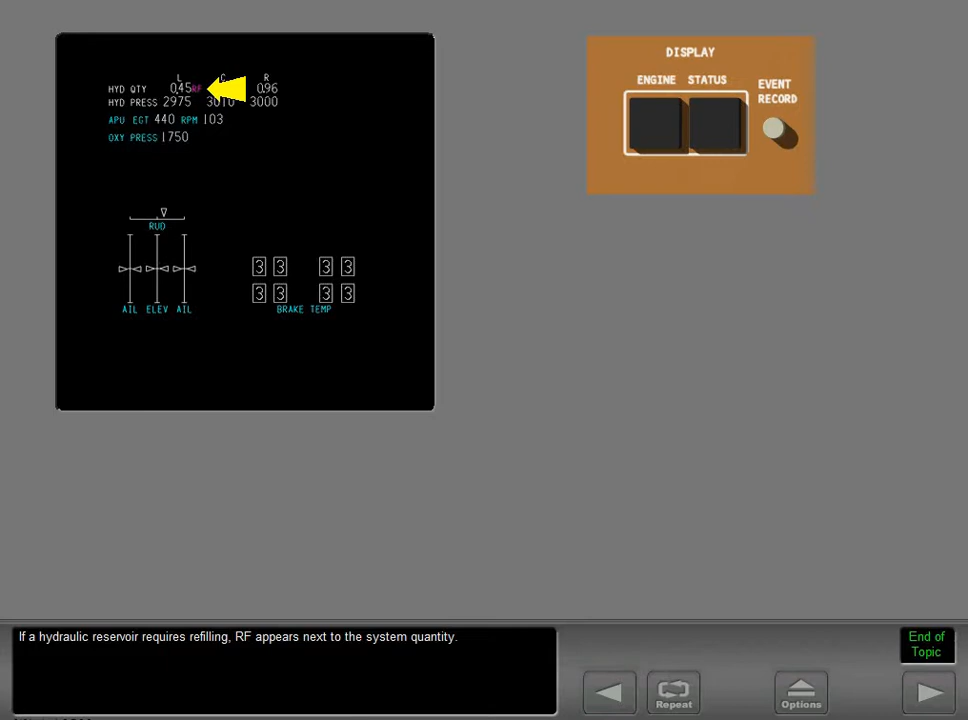 L C R
HYD QTY 0.45RF 0.96
HYD PRESS 2975 3010 3000
APU EGT 440 RPM 103
OXY PRESS 1750
RUD
AIL ELEV AIL
3 3 3 3
3 3 3 3
BRAKE TEMP
DISPLAY
ENGINE STATUS
EVENT
RECORD
If a hydraulic reservoir requires refilling, RF appears next to the system quantity.
End of
Topic
Repeat
Options